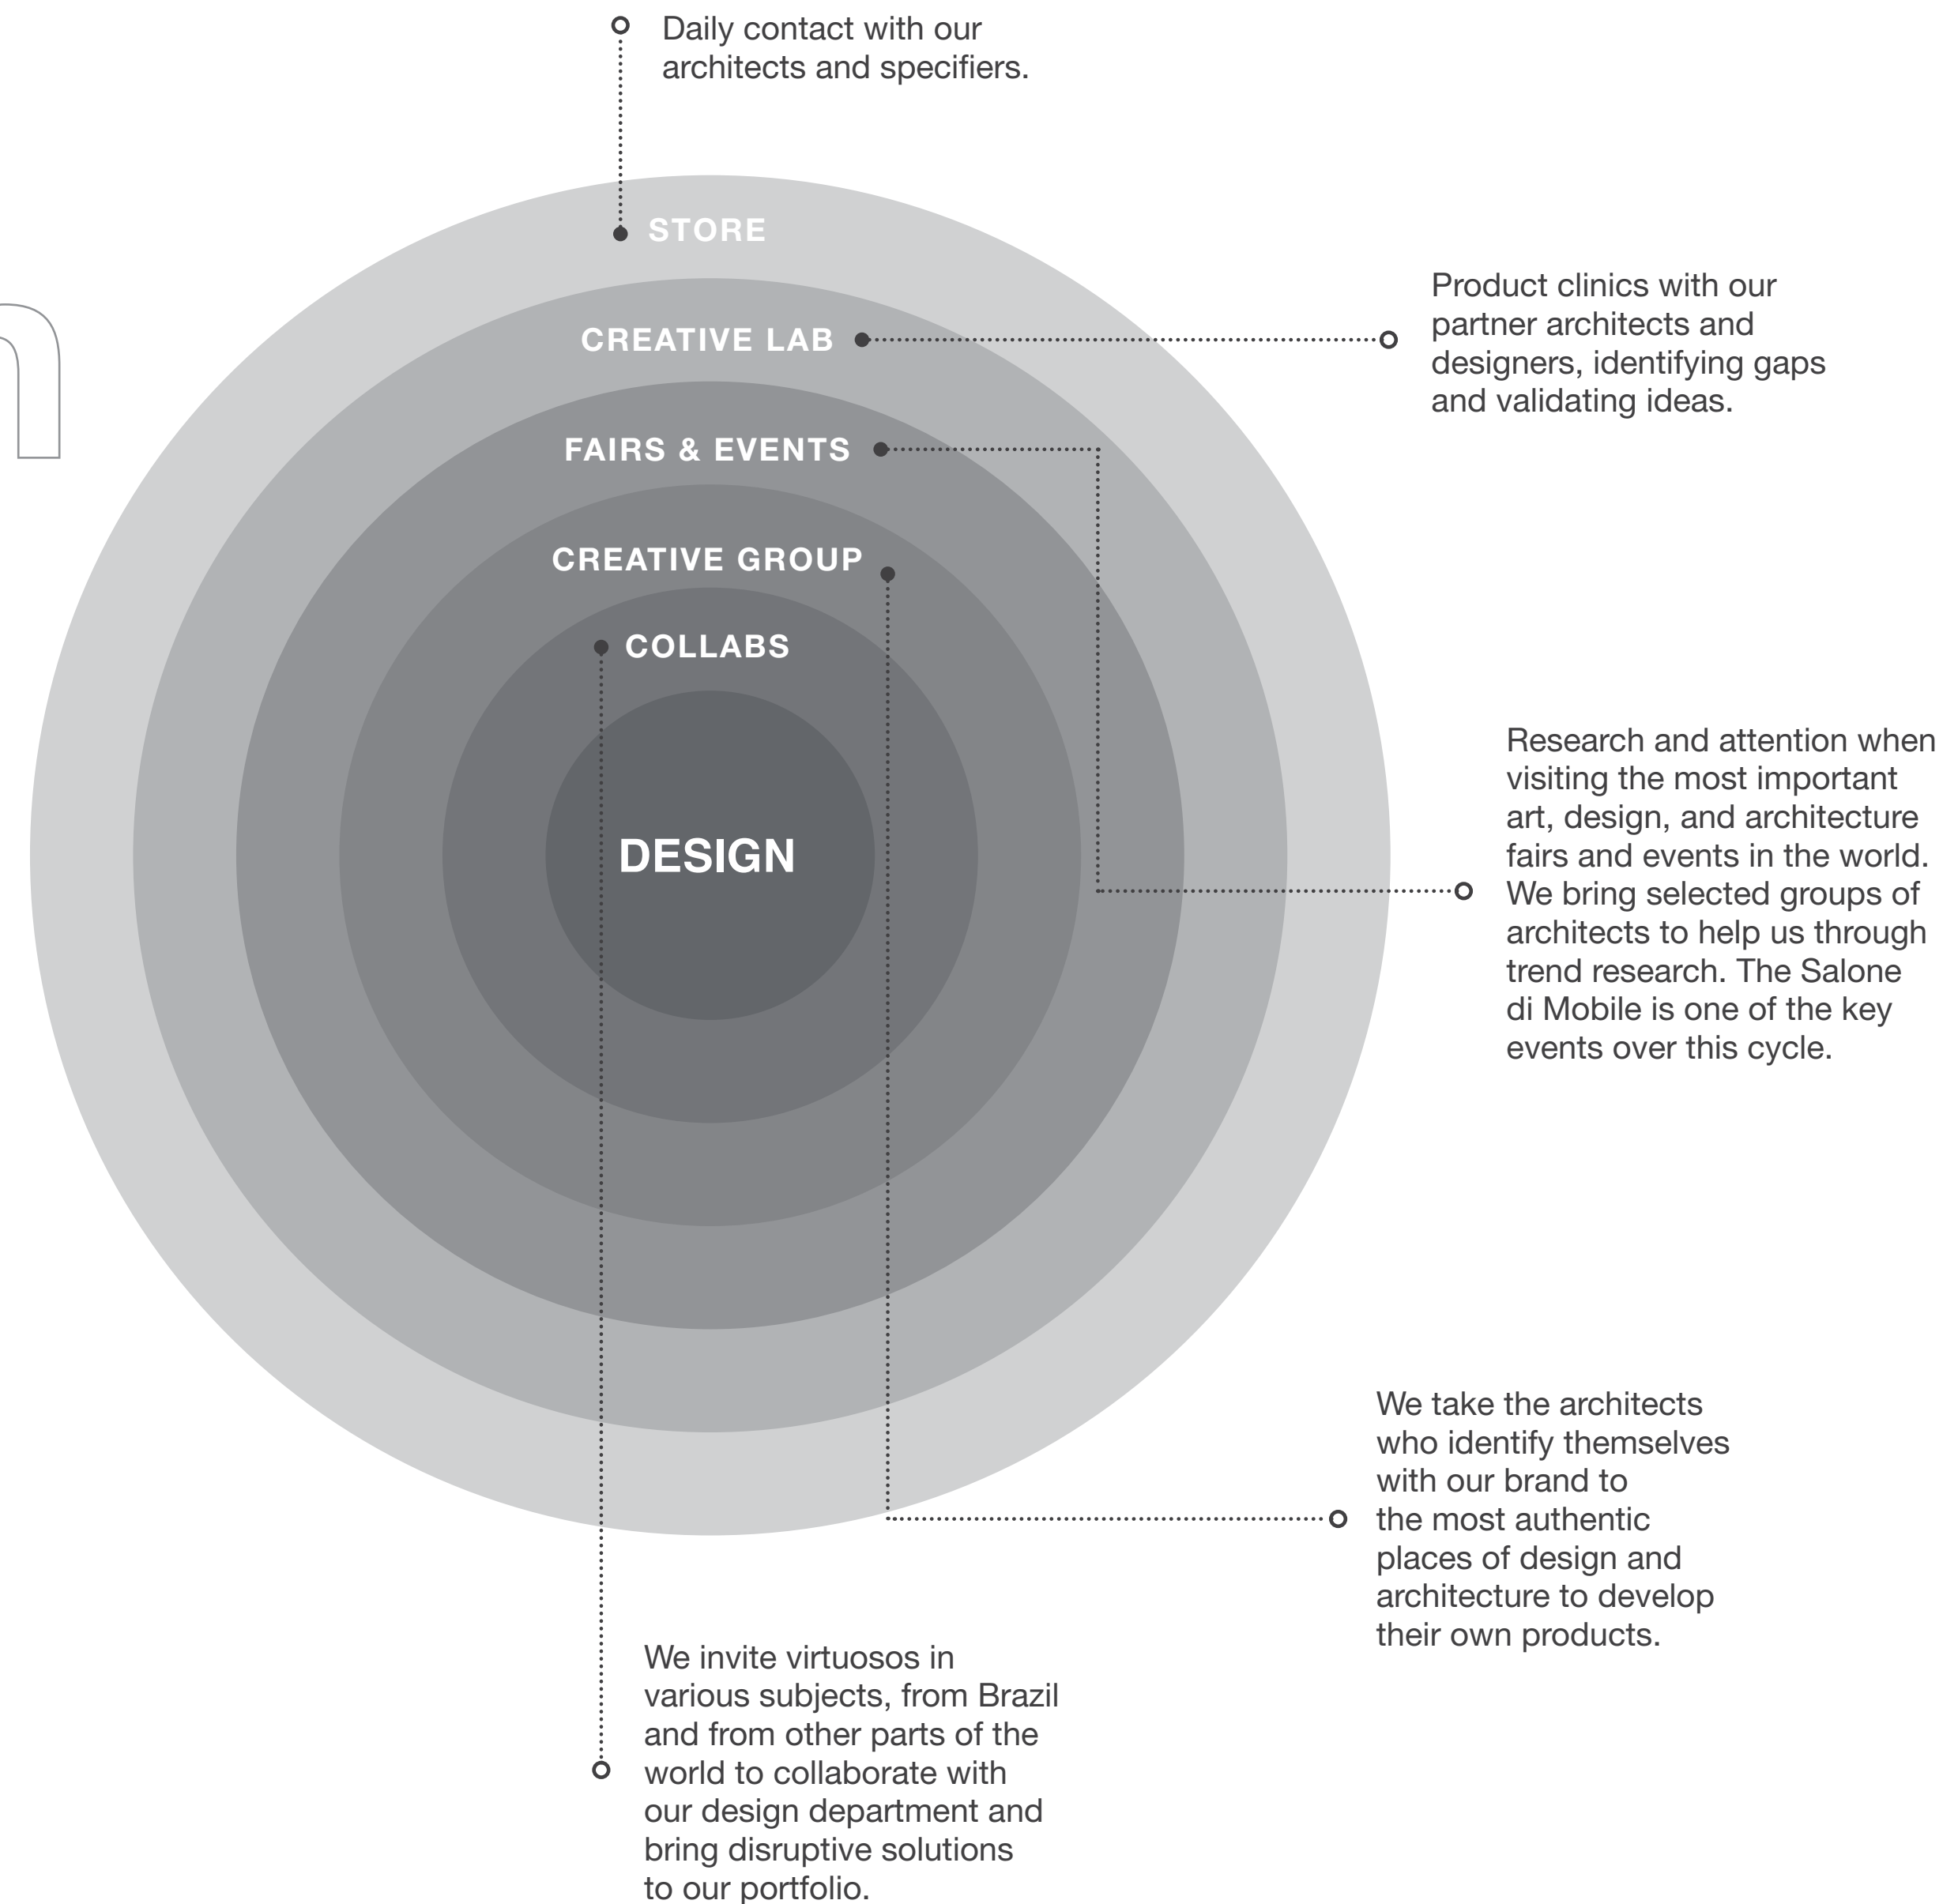 Daily contact with our
architects and specifiers.
STORE
CREATIVE LAB
Product clinics with our
partner architects and
designers, identifying gaps
and validating ideas.
FAIRS & EVENTS
CREATIVE GROUP
COLLABS
DESIGN
Research and attention when
visiting the most important
art, design, and architecture
fairs and events in the world.
We bring selected groups of
architects to help us through
trend research. The Salone
di Mobile is one of the key
events over this cycle.
We take the architects
who identify themselves
with our brand to
the most authentic
places of design and
architecture to develop
their own products.
We invite virtuosos in
various subjects, from Brazil
and from other parts of the
world to collaborate with
our design department and
bring disruptive solutions
to our portfolio.